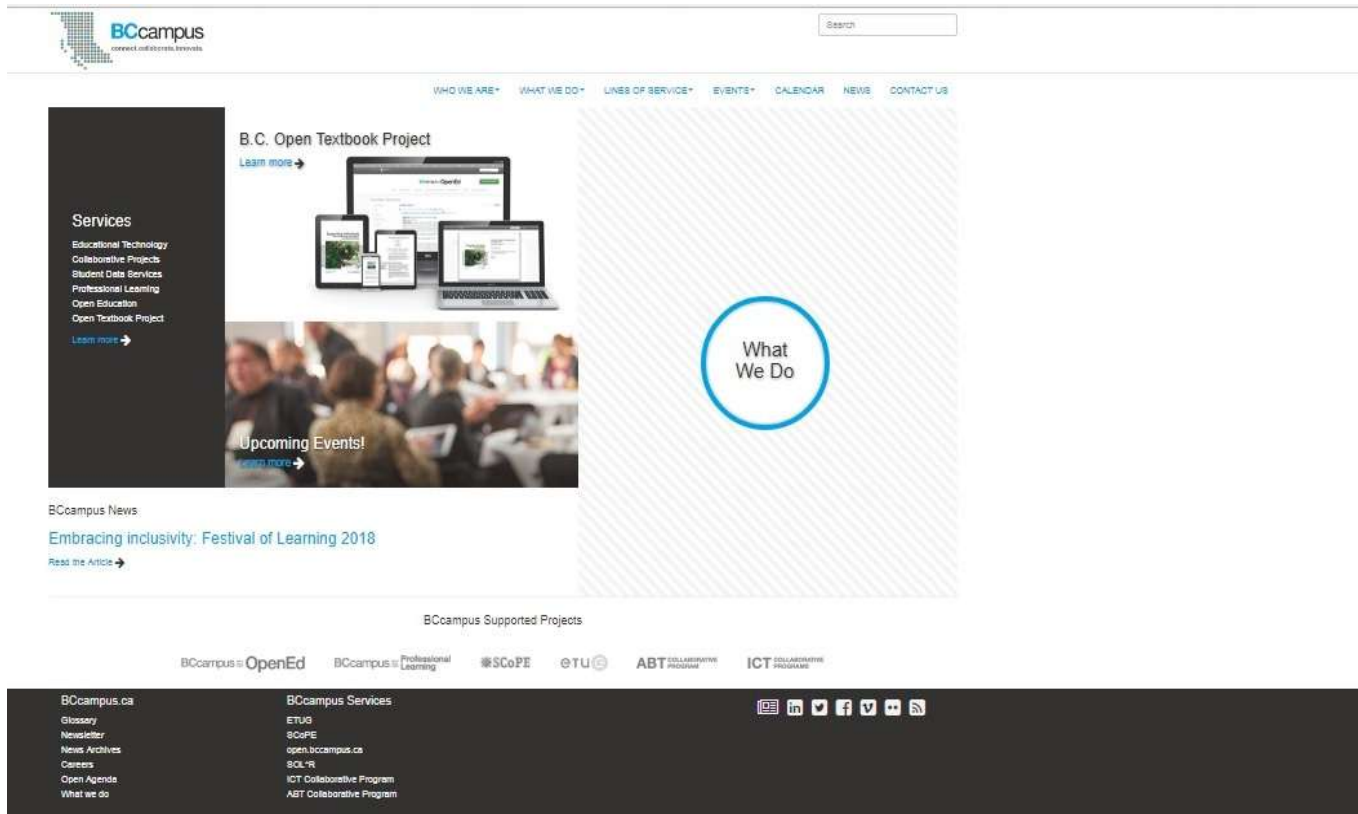 BCcampus
connect.collaborate.innovate.
Search
WHO WE ARE WHAT WE DO LINES OF SERVICE EVENTS CALENDAR NEWS CONTACT US
B.C. Open Textbook Project
Learn more
Services
Educational Technology
Collaborative Projects
Student Data Services
Professional Learning
Open Education
Open Textbook Project
Learn more
Upcoming Events!
Learn more
What
We Do
BCcampus News
Embracing inclusivity: Festival of Learning 2018
Read the Article
BCcampus Supported Projects
BCcampus OpenEd
BCcampus Professional Learning
SCoPE
eTUG
ABT COLLABORATIVE PROGRAM
ICT COLLABORATIVE PROGRAMS
BCcampus.ca
Glossary
Newsletter
News Archives
Careers
Open Agenda
What we do
BCcampus Services
ETUG
SCoPE
open.bccampus.ca
SOL*R
ICT Collaborative Program
ABT Collaborative Program